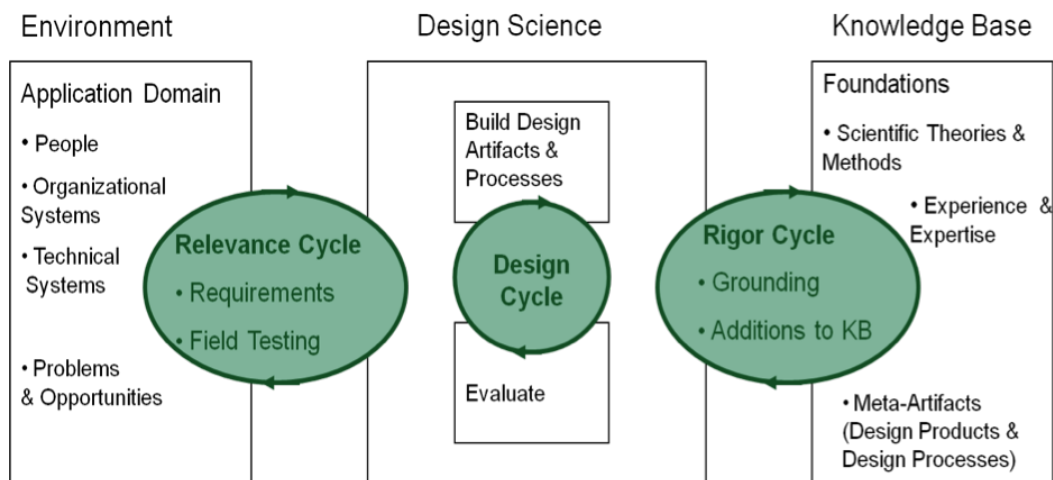 Environment
Design Science
Knowledge Base
Application Domain
• People
• Organizational
Systems
• Technical
Systems
• Problems
& Opportunities
Relevance Cycle
• Requirements
• Field Testing
Build Design
Artifacts &
Processes
Design
Cycle
Evaluate
Rigor Cycle
• Grounding
• Additions to KB
Foundations
• Scientific Theories &
Methods
• Experience &
Expertise
• Meta-Artifacts
(Design Products &
Design Processes)